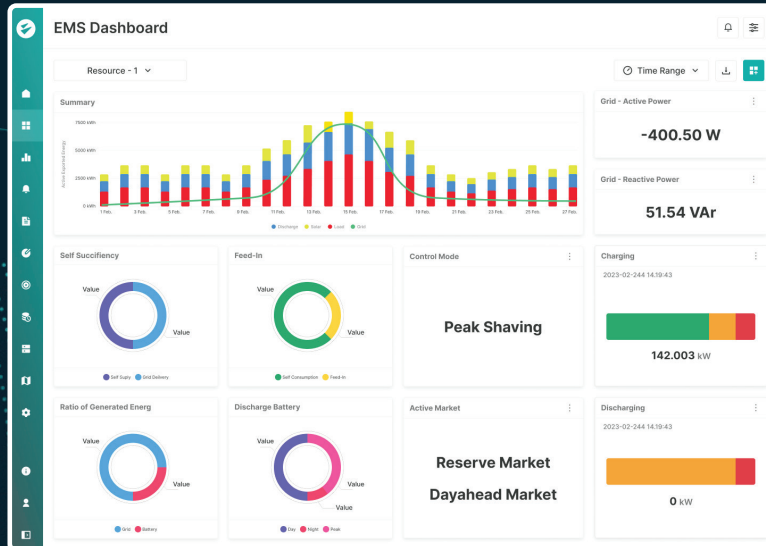 EMS Dashboard
Resource - 1
Time Range
Summary
Active Exported Energy
7500 kWh
5000 kWh
2500 kWh
0 kWh
1 Feb.
3 Feb.
5 Feb.
7 Feb.
9 Feb.
11 Feb.
13 Feb.
15 Feb.
17 Feb.
19 Feb.
21 Feb.
23 Feb.
25 Feb.
27 Feb.
Discharge Solar Load Grid
Grid - Active Power
-400.50 W
Grid - Reactive Power
51.54 VAr
Self Succifiency
Value
Value
Self Suply Grid Delivery
Feed-In
Value
Value
Self Consumption Feed-In
Control Mode
Peak Shaving
Charging
2023-02-244 14.19:43
142.003 kW
Ratio of Generated Energ
Value
Value
Grid Battery
Discharge Battery
Value
Value
Value
Day Night Peak
Active Market
Reserve Market
Dayahead Market
Discharging
2023-02-244 14.19:43
0 kW